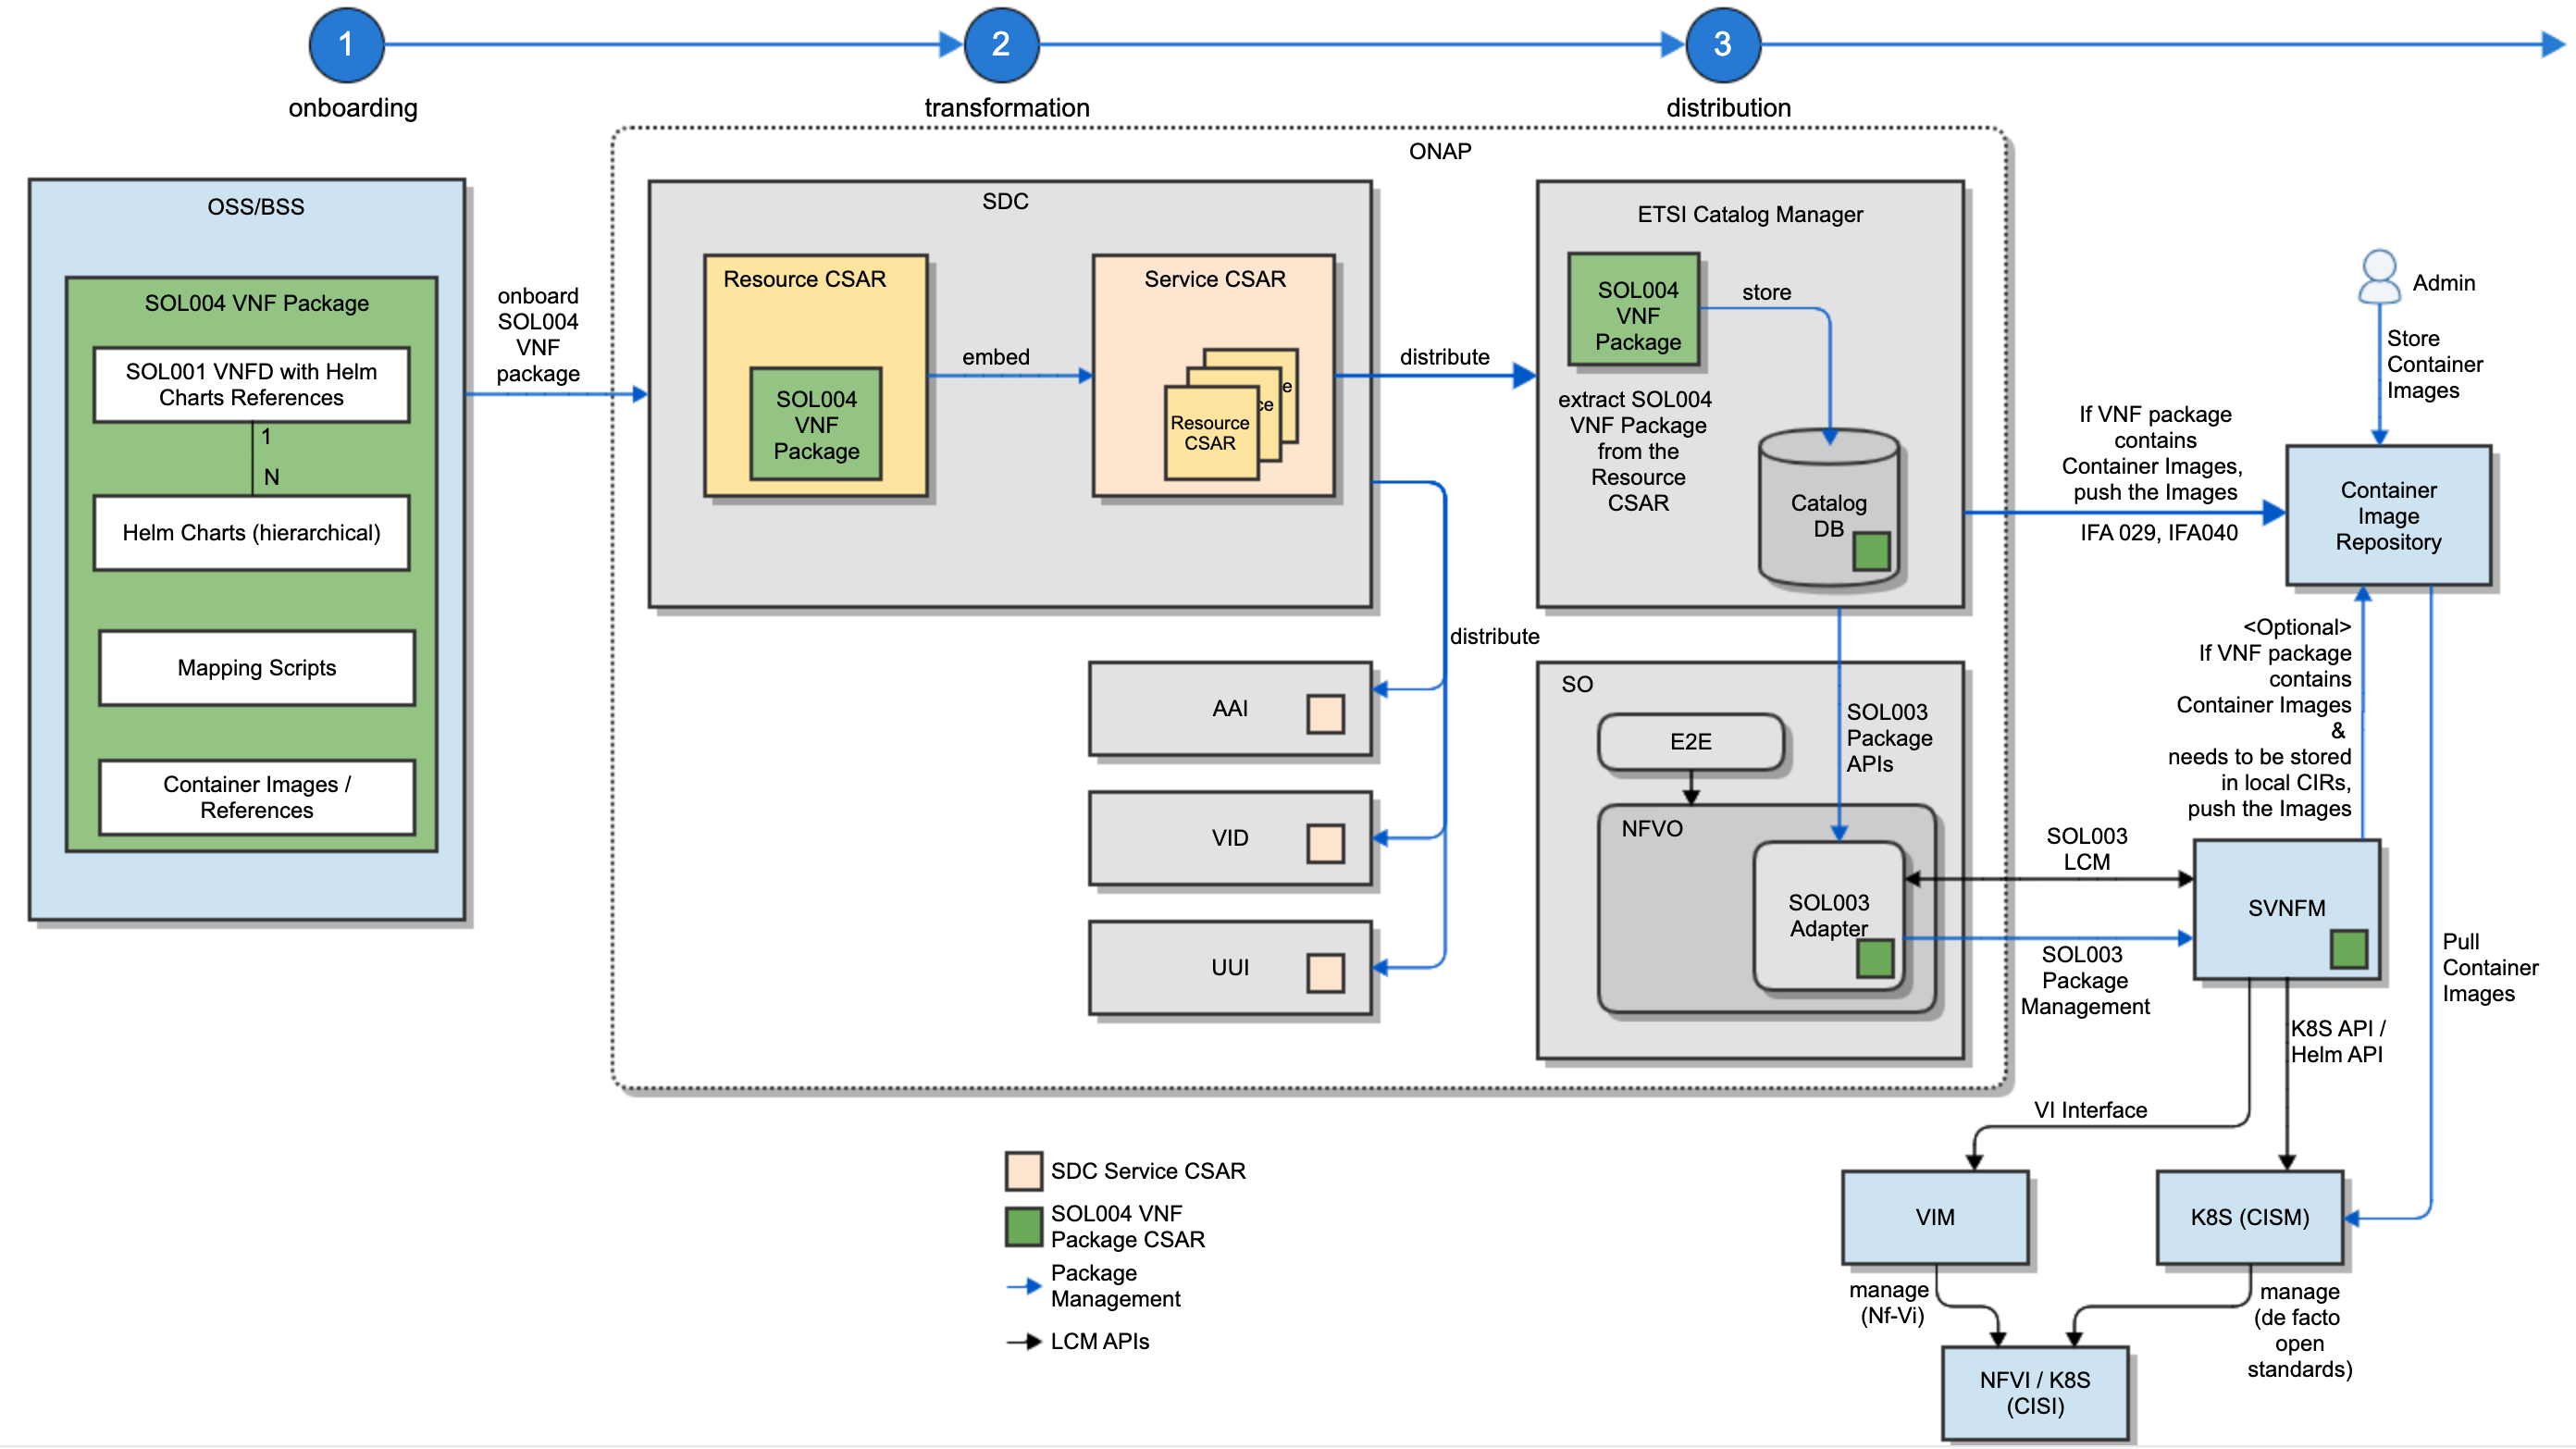 1
2
3
onboarding
transformation
distribution
ONAP
OSS/BSS
SOL004 VNF Package
SOL001 VNFD with Helm
Charts References
1
N
Helm Charts (hierarchical)
Mapping Scripts
Container Images /
References
onboard
SOL004
VNF
package
SDC
Resource CSAR
SOL004
VNF
Package
embed
Service CSAR
e
ce
Resource
CSAR
distribute
distribute
AAI
VID
UUI
ETSI Catalog Manager
SOL004
VNF
Package
store
extract SOL004
VNF Package
from the
Resource
CSAR
Catalog
DB
SO
E2E
SOL003
Package
APIs
NFVO
SOL003
Adapter
Admin
Store
Container
Images
If VNF package
contains
Container Images,
push the Images
IFA 029, IFA040
Container
Image
Repository
<Optional>
If VNF package
contains
Container Images
&
needs to be stored
in local CIRs,
push the Images
SOL003
LCM
SVNFM
SOL003
Package
Management
Pull
Container
Images
K8S API /
Helm API
VI Interface
VIM
K8S (CISM)
manage
(Nf-Vi)
manage
(de facto
open
standards)
NFVI / K8S
(CISI)
SDC Service CSAR
SOL004 VNF
Package CSAR
Package
Management
LCM APIs